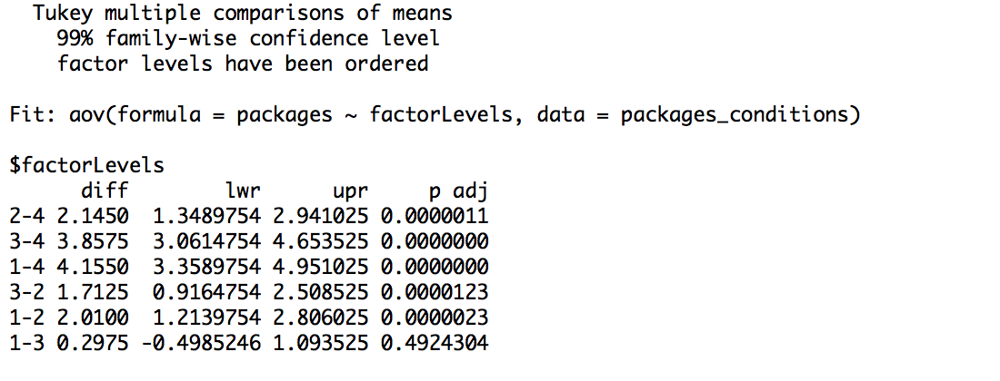 Tukey multiple comparisons of means
99% family-wise confidence level
factor levels have been ordered
Fit: aov(formula = packages ~ factorLevels, data = packages_conditions)
$factorLevels
diff lwr upr p adj
2-4 2.1450 1.3489754 2.941025 0.0000011
3-4 3.8575 3.0614754 4.653525 0.0000000
1-4 4.1550 3.3589754 4.951025 0.0000000
3-2 1.7125 0.9164754 2.508525 0.0000123
1-2 2.0100 1.2139754 2.806025 0.0000023
1-3 0.2975 -0.4985246 1.093525 0.4924304